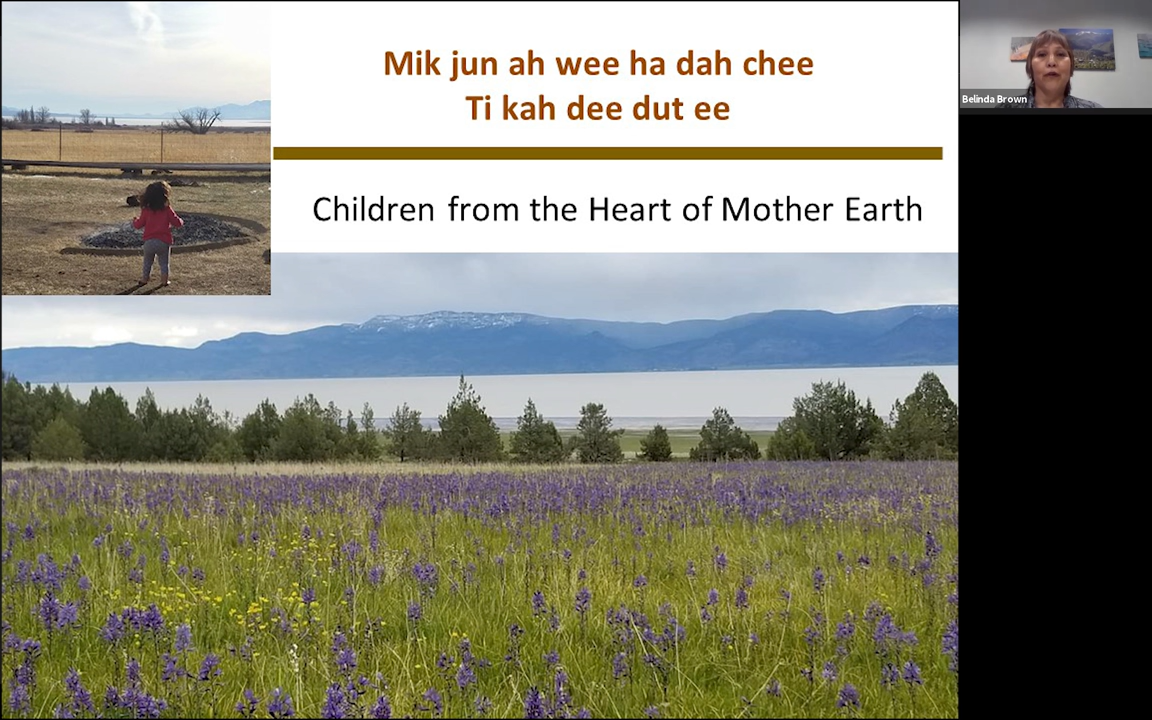 Mik jun ah wee ha dah chee
Ti kah dee dut ee
Children from the Heart of Mother Earth
Belinda Brown